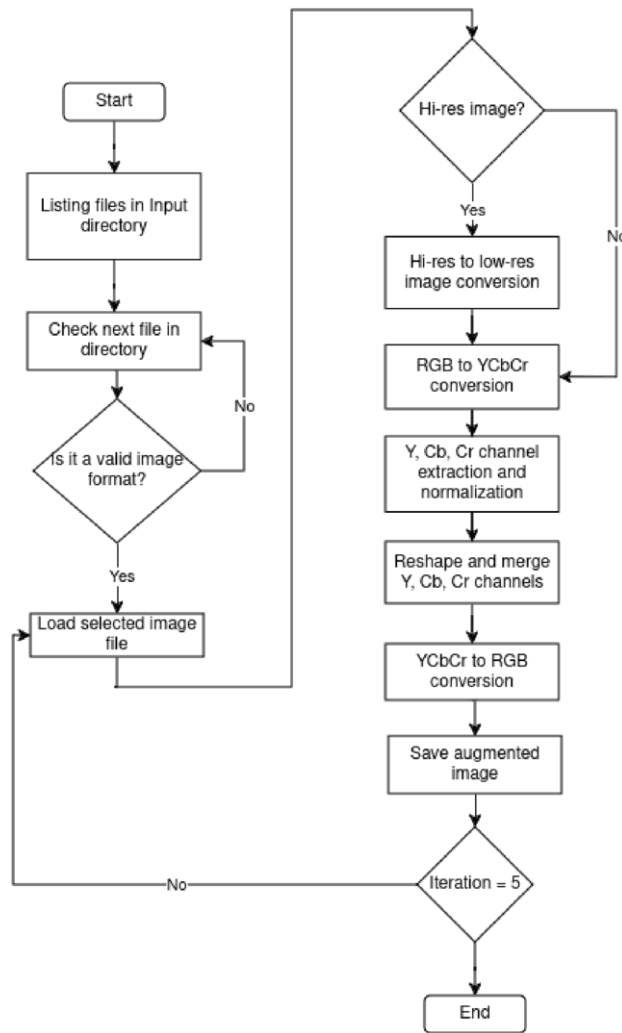 Start
Listing files in Input
directory
Check next file in
directory
No
Is it a valid image
format?
Yes
Load selected image
file
Hi-res image?
Yes
No
Hi-res to low-res
image conversion
RGB to YCbCr
conversion
Y, Cb, Cr channel
extraction and
normalization
Reshape and merge
Y, Cb, Cr channels
YCbCr to RGB
conversion
Save augmented
image
Iteration = 5
No
End